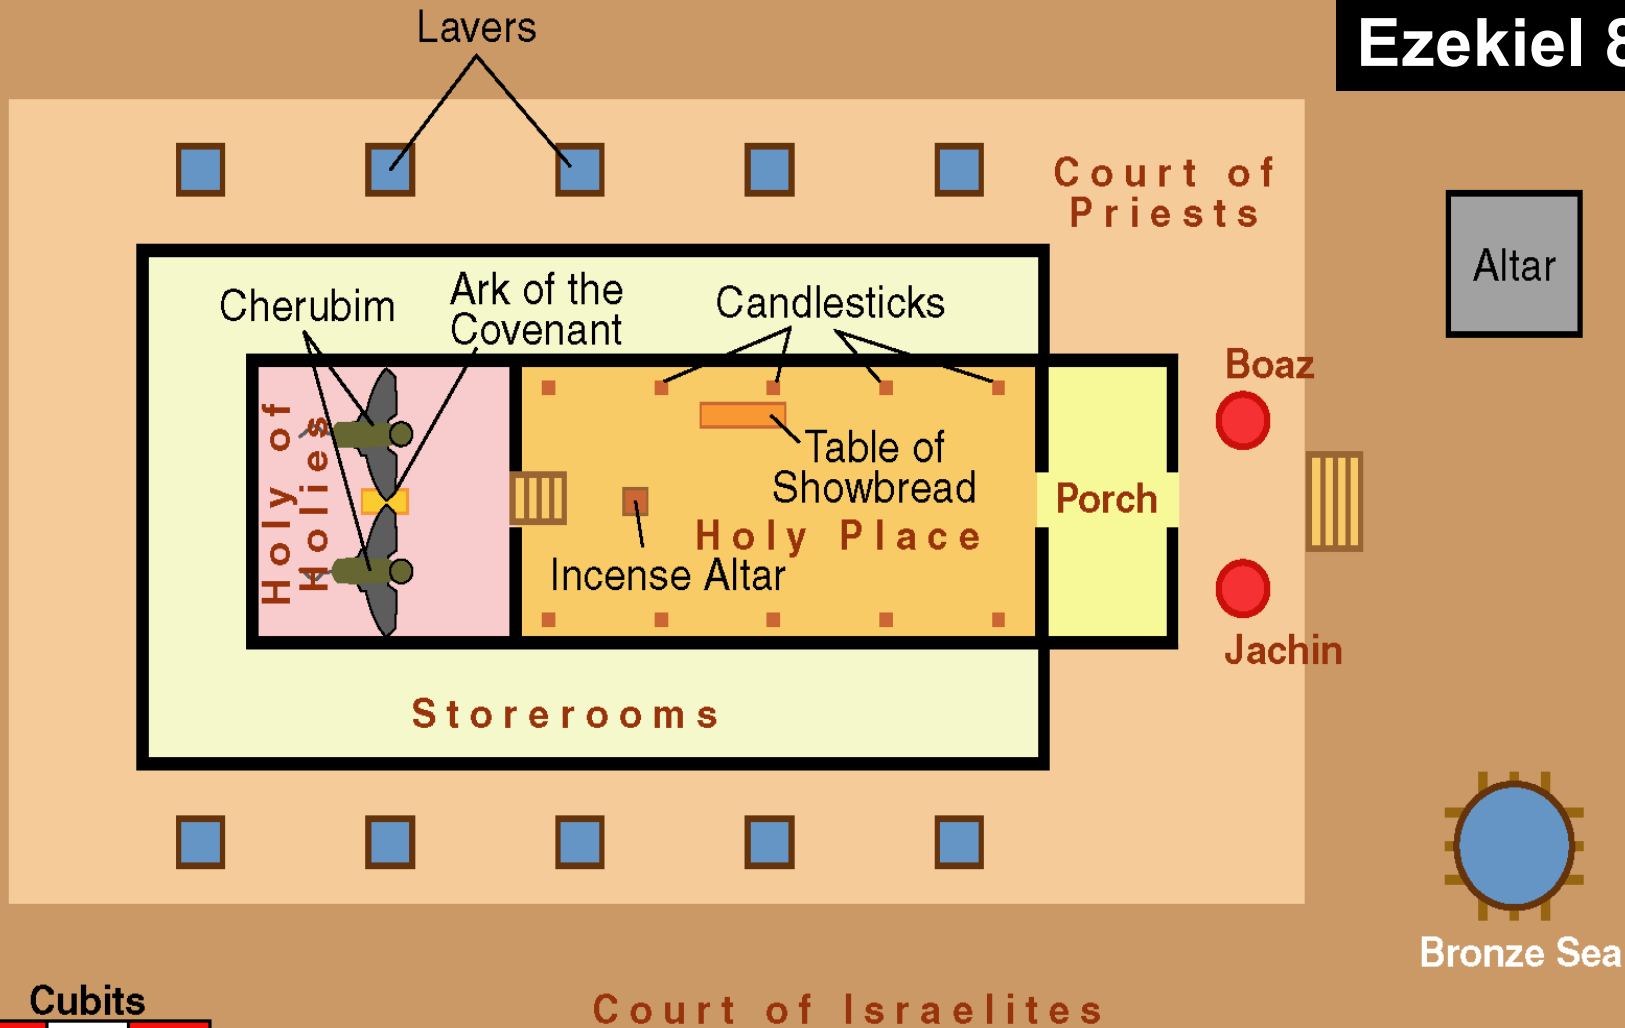 Lavers
Ezekiel 8
Court of
Priests
Altar
Cherubim
Ark of the
Covenant
Candlesticks
Boaz
Holy of
Holies
Table of
Showbread
Porch
Holy Place
Incense Altar
Jachin
Storerooms
Bronze Sea
Cubits
Court of Israelites